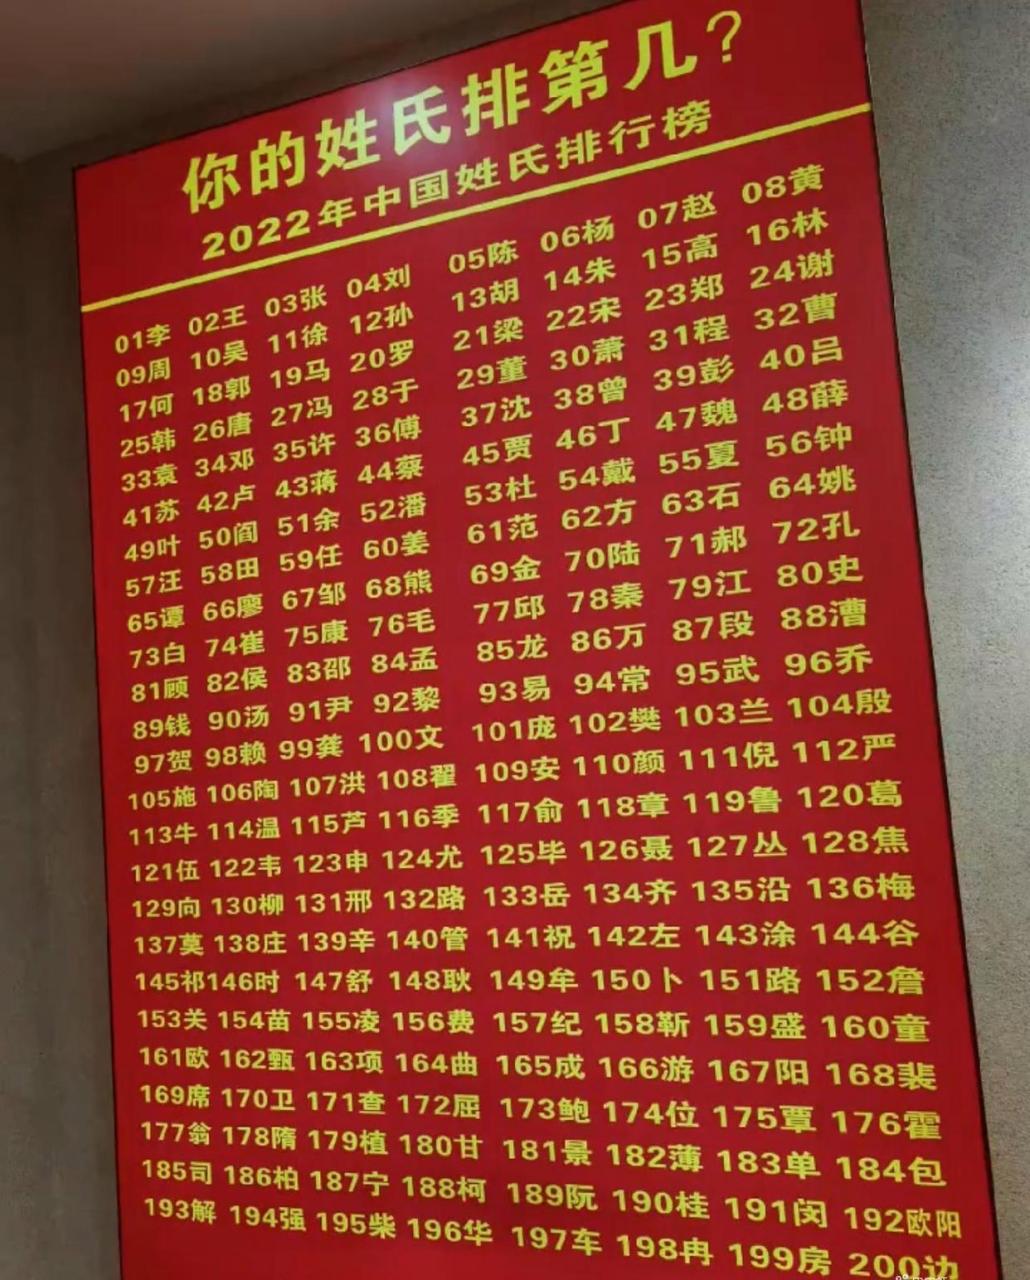 你的姓氏排第几?
2022年中国姓氏排行榜
01李 02王 03张 04刘 05陈 06杨 07赵 08黄
09周 10吴 11徐 12孙 13胡 14朱 15高 16林
17何 18郭 19马 20罗 21梁 22宋 23郑 24谢
25韩 26唐 27冯 28于 29董 30萧 31程 32曹
33袁 34邓 35许 36傅 37沈 38曾 39彭 40吕
41苏 42卢 43蒋 44蔡 45贾 46丁 47魏 48薛
49叶 50阎 51余 52潘 53杜 54戴 55夏 56钟
57汪 58田 59任 60姜 61范 62方 63石 64姚
65谭 66廖 67邹 68熊 69金 70陆 71郝 72孔
73白 74崔 75康 76毛 77邱 78秦 79江 80史
81顾 82侯 83邵 84孟 85龙 86万 87段 88漕
89钱 90汤 91尹 92黎 93易 94常 95武 96乔
97贺 98赖 99龚 100文 101庞 102樊 103兰 104殷
105施 106陶 107洪 108翟 109安 110颜 111倪 112严
113牛 114温 115芦 116季 117俞 118章 119鲁 120葛
121伍 122韦 123申 124尤 125毕 126聂 127丛 128焦
129向 130柳 131邢 132路 133岳 134齐 135沿 136梅
137莫 138庄 139辛 140管 141祝 142左 143涂 144谷
145祁 146时 147舒 148耿 149牟 150卜 151路 152詹
153关 154苗 155凌 156费 157纪 158靳 159盛 160童
161欧 162甄 163项 164曲 165成 166游 167阳 168裴
169席 170卫 171查 172屈 173鲍 174位 175覃 176霍
177翁 178隋 179植 180甘 181景 182薄 183单 184包
185司 186柏 187宁 188柯 189阮 190桂 191闵 192欧阳
193解 194强 195柴 196华 197车 198冉 199房 200边